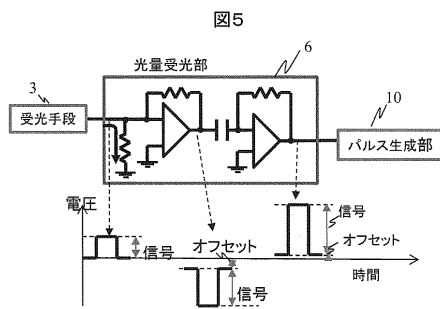 図5
6
光量受光部
3
受光手段
10
パルス生成部
電圧
信号
オフセット
信号
信号
オフセット
時間